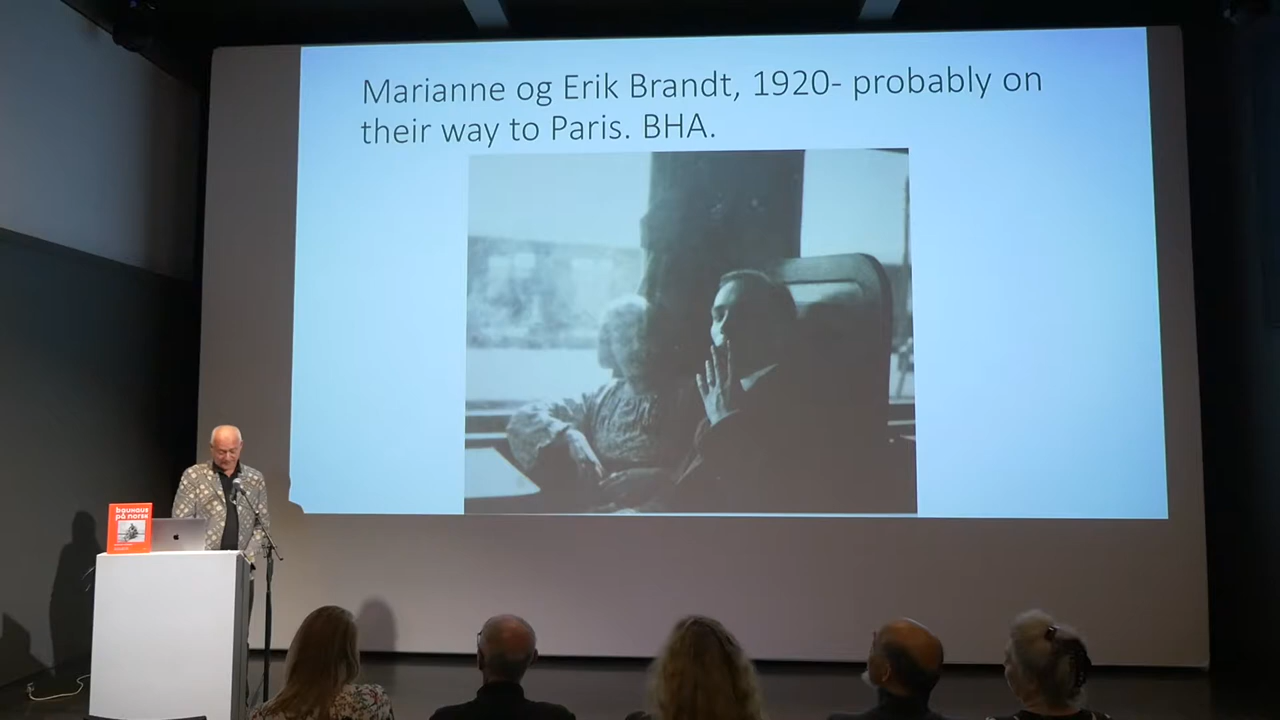 Marianne og Erik Brandt, 1920- probably on
their way to Paris. BHA.
bauhaus
på norsk